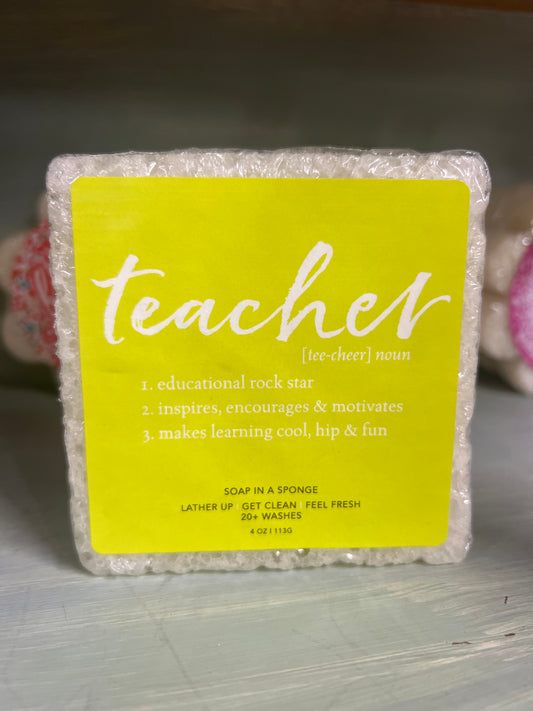 teacher
[tee-cheer] noun
1. educational rock star
2. inspires, encourages & motivates
3. makes learning cool, hip & fun
SOAP IN A SPONGE
LATHER UP | GET CLEAN | FEEL FRESH
20+ WASHES
4 OZ | 113G